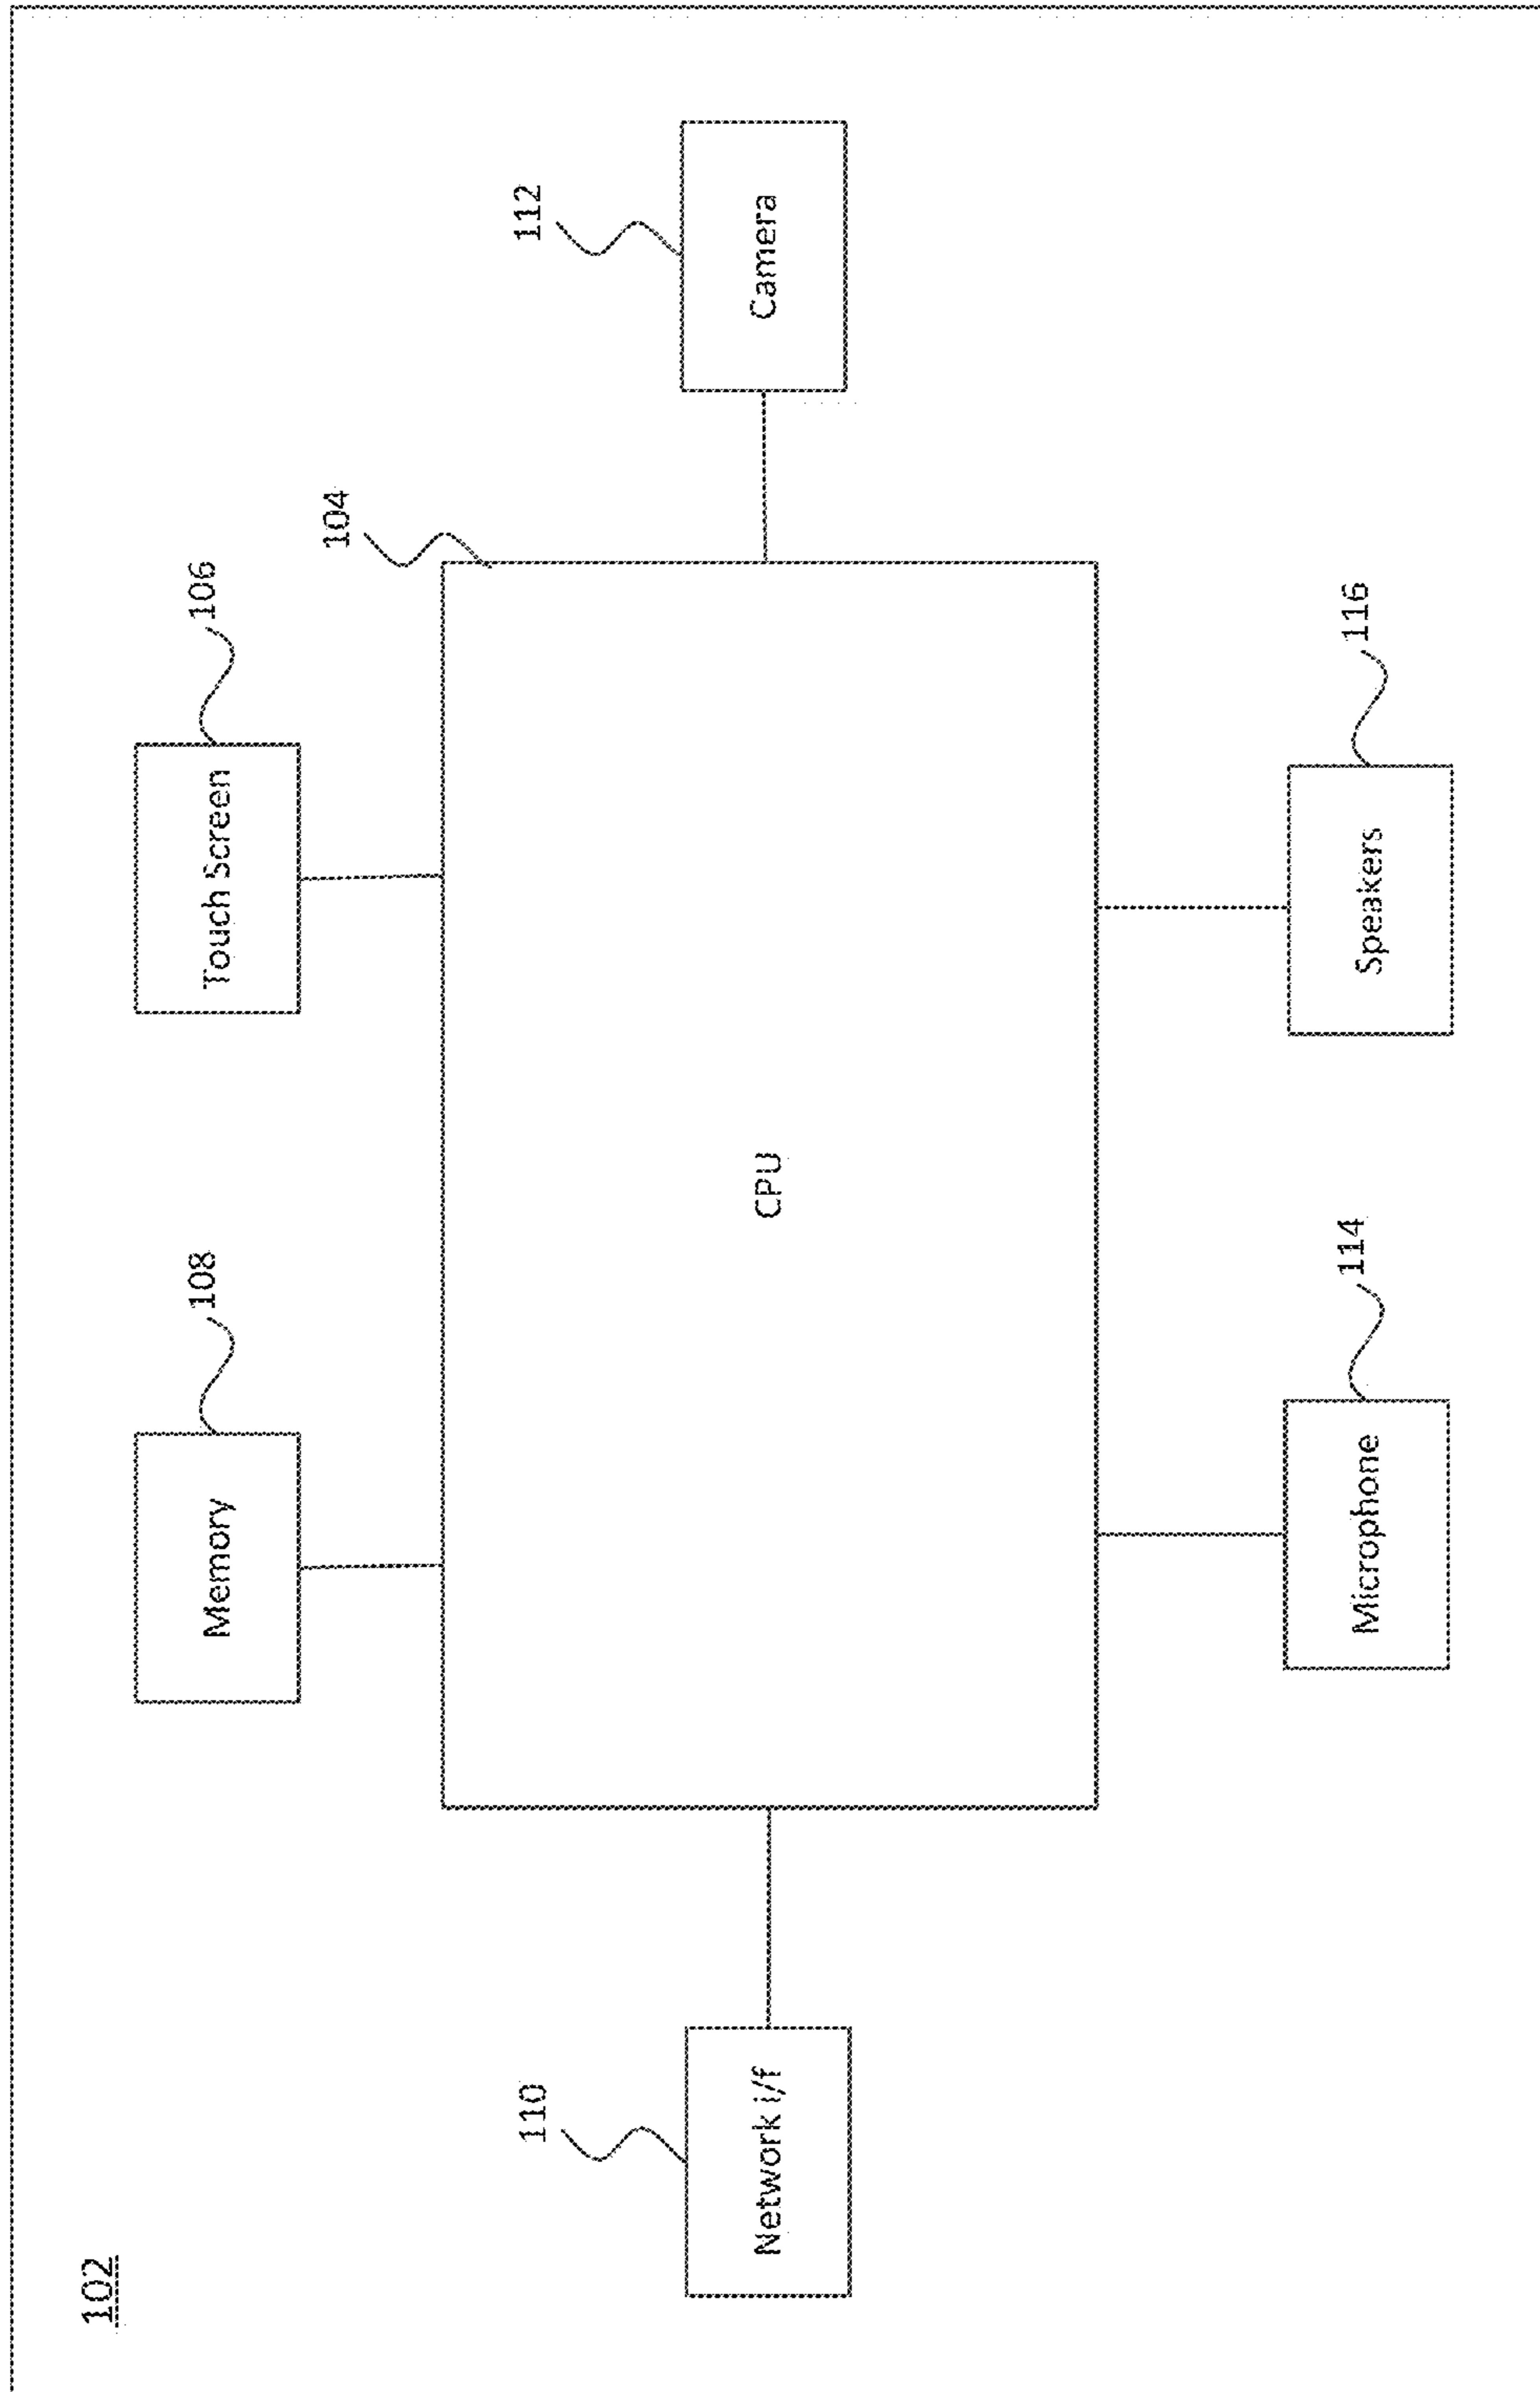 102
108
106
Memory
Touch Screen
104
110
112
Network i/f
CPU
Camera
114
116
Microphone
Speakers